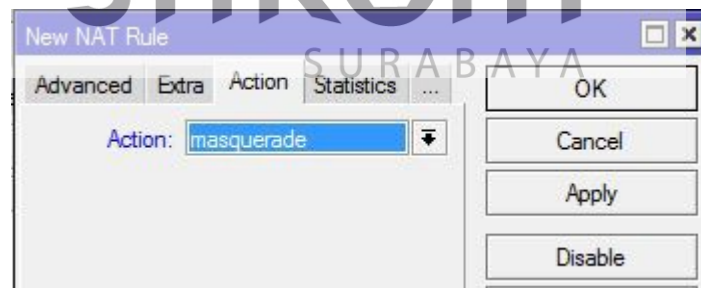 New NAT Rule
SURABAYA
Advanced Extra Action Statistics ...
Action: masquerade
OK
Cancel
Apply
Disable